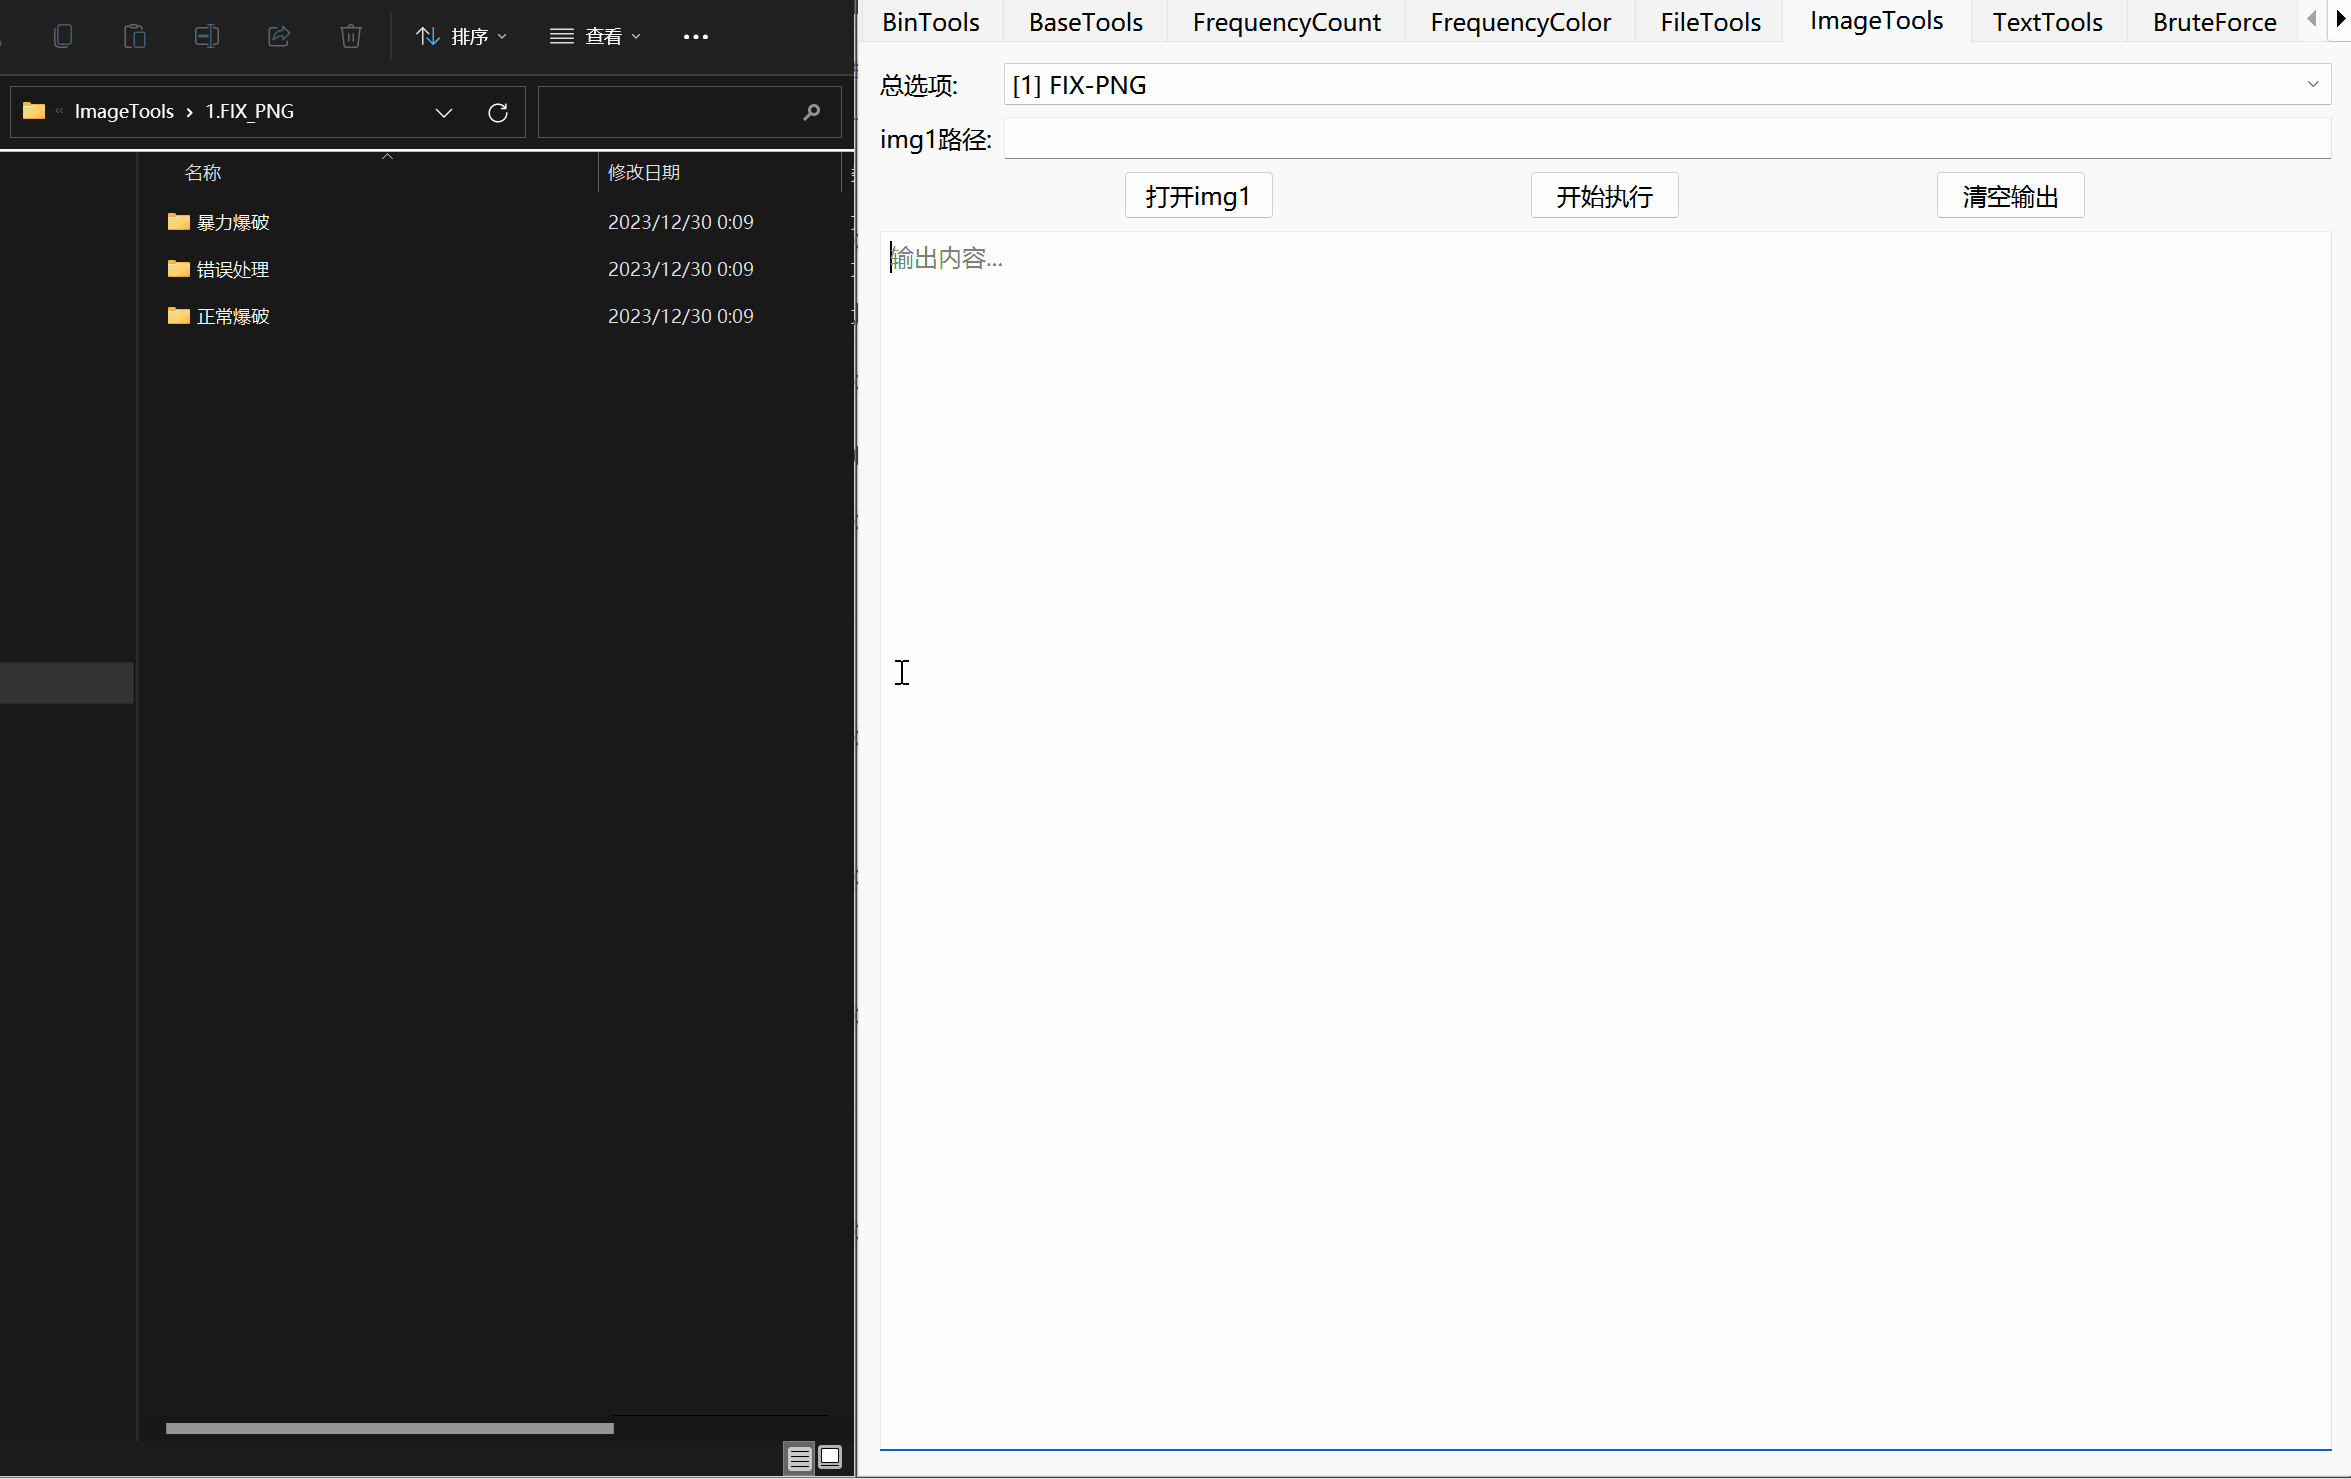 排序
查看
ImageTools
1.FIX_PNG
名称
修改日期
暴力爆破
2023/12/30 0:09
错误处理
2023/12/30 0:09
正常爆破
2023/12/30 0:09
BinTools
BaseTools
FrequencyCount
FrequencyColor
FileTools
ImageTools
TextTools
BruteForce
总选项:
[1] FIX-PNG
img1路径:
打开img1
开始执行
清空输出
输出内容...